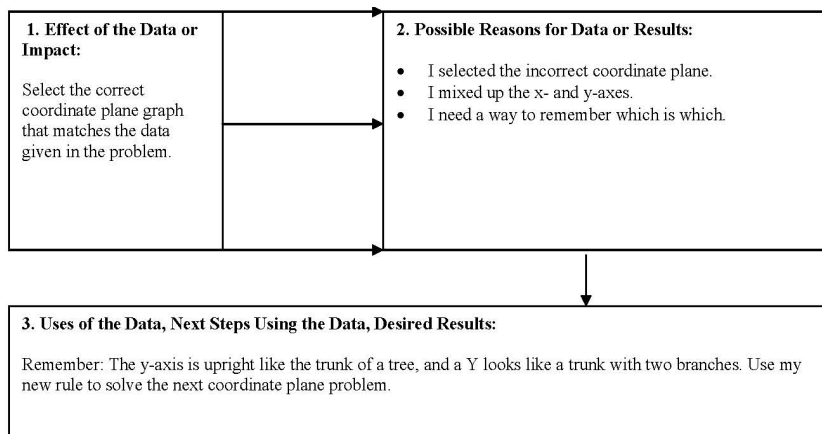 1. Effect of the Data or
Impact:
Select the correct
coordinate plane graph
that matches the data
given in the problem.
2. Possible Reasons for Data or Results:
• I selected the incorrect coordinate plane.
• I mixed up the x- and y-axes.
• I need a way to remember which is which.
3. Uses of the Data, Next Steps Using the Data, Desired Results:
Remember: The y-axis is upright like the trunk of a tree, and a Y looks like a trunk with two branches. Use my
new rule to solve the next coordinate plane problem.